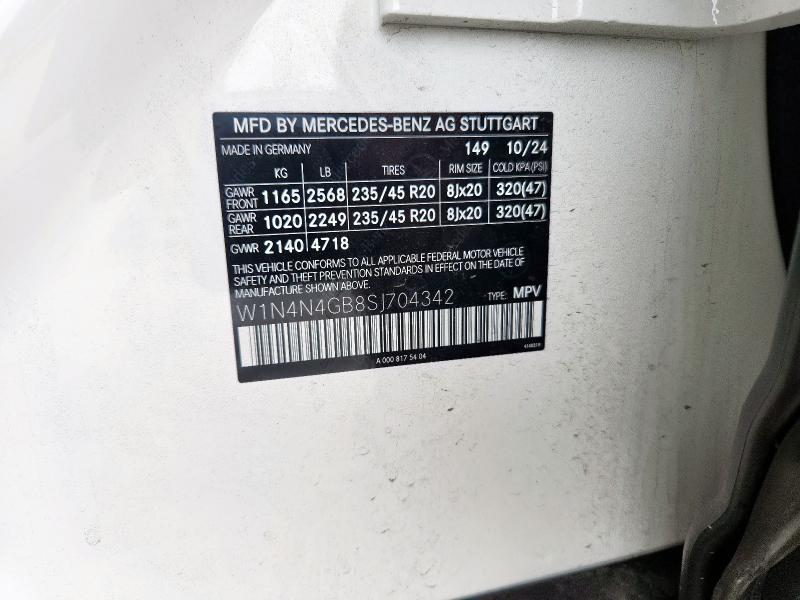 MFD BY MERCEDES-BENZ AG STUTTGART
MADE IN GERMANY 149 10/24
KG LB TIRES RIM SIZE COLD KPA(PSI)
GAWR FRONT 1165 2568 235/45 R20 8Jx20 320(47)
GAWR REAR 1020 2249 235/45 R20 8Jx20 320(47)
GVWR 2140 4718
THIS VEHICLE CONFORMS TO ALL APPLICABLE FEDERAL MOTOR VEHICLE
SAFETY AND THEFT PREVENTION STANDARDS IN EFFECT ON THE DATE OF
MANUFACTURE SHOWN ABOVE.
W1N4N4GB8SJ704342 TYPE: MPV
A 000 817 54 04